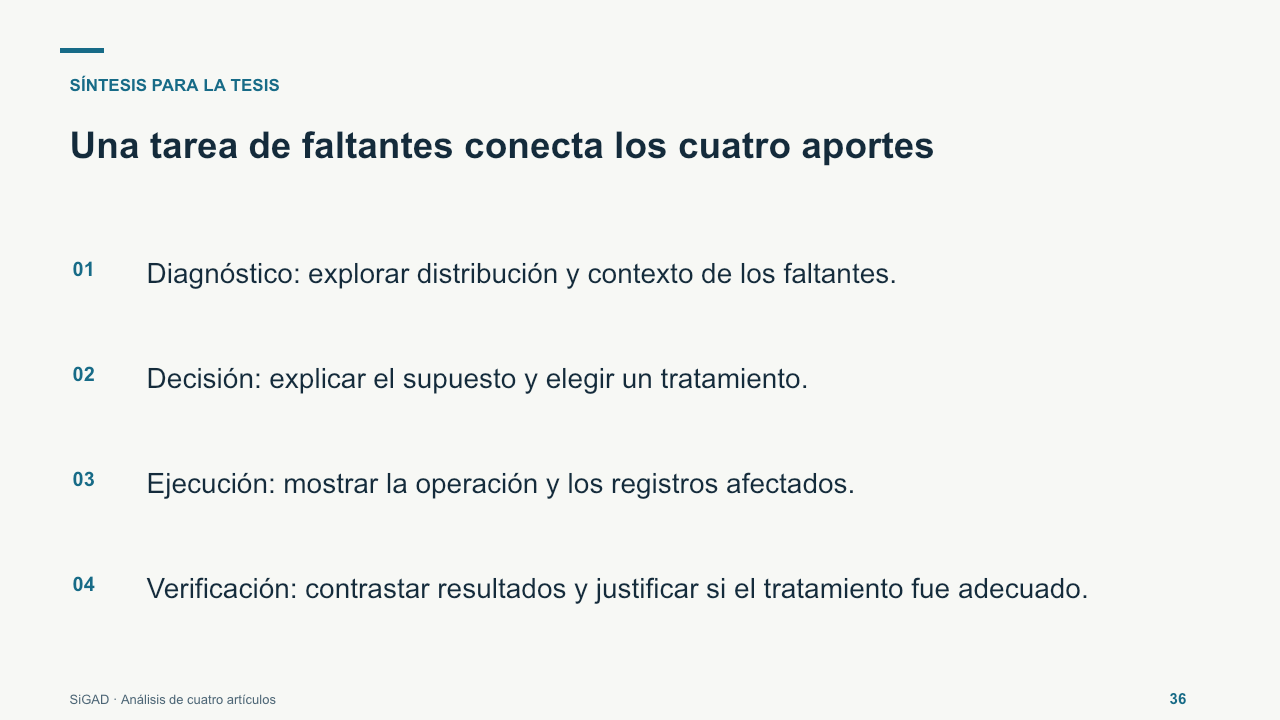 SÍNTESIS PARA LA TESIS
Una tarea de faltantes conecta los cuatro aportes
01 Diagnóstico: explorar distribución y contexto de los faltantes.
02 Decisión: explicar el supuesto y elegir un tratamiento.
03 Ejecución: mostrar la operación y los registros afectados.
04 Verificación: contrastar resultados y justificar si el tratamiento fue adecuado.
SiGAD · Análisis de cuatro artículos 36